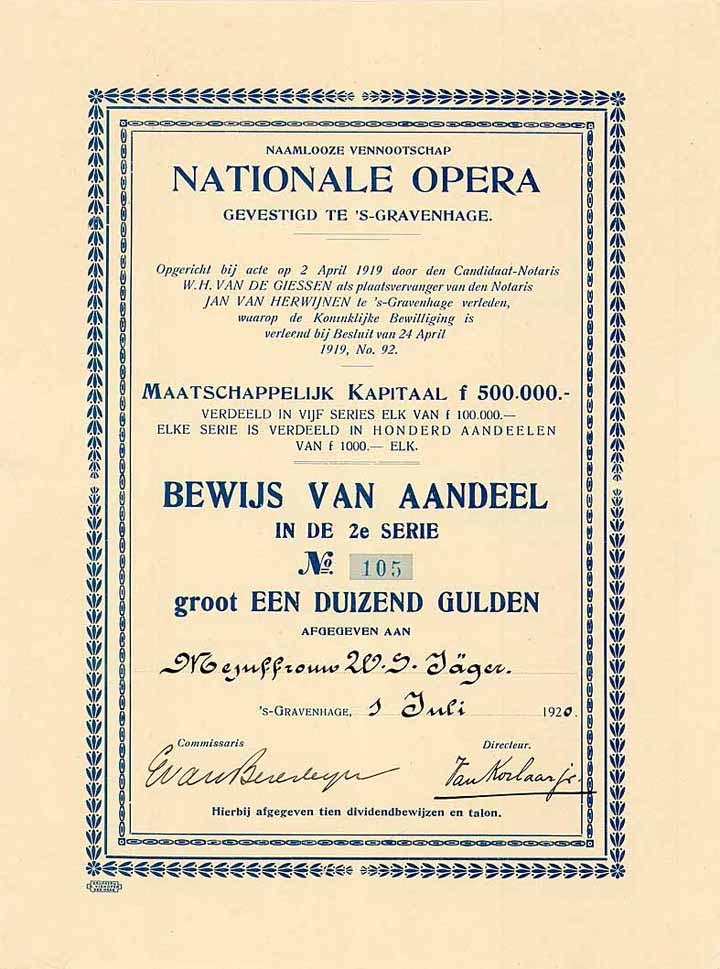 NAAMLOOZE VENNOOTSCHAP
NATIONALE OPERA
GEVESTIGD TE 'S-GRAVENHAGE.
Opgericht bij acte op 2 April 1919 door den Candidaat-Notaris
W. H. VAN DE GIESSEN als plaatsvervanger van den Notaris
JAN VAN HERWIJNEN te 's-Gravenhage verleden,
waarop de Koninklijke Bewilliging is
verleend bij Besluit van 24 April
1919, No. 92.
MAATSCHAPPELIJK KAPITAAL f 500.000.-
VERDEELD IN VIJF SERIES ELK VAN f 100.000.—
ELKE SERIE IS VERDEELD IN HONDERD AANDEELEN
VAN f 1000.— ELK.
BEWIJS VAN AANDEEL
IN DE 2e SERIE
No. 105
groot EEN DUIZEND GULDEN
AFGEGEVEN AAN
Mejuffrouw W. S. Jäger.
'S-GRAVENHAGE, 1 Juli 1920.
Commissaris Directeur.
Van Korlaar jr.
Hierbij afgegeven tien dividendbewijzen en talon.